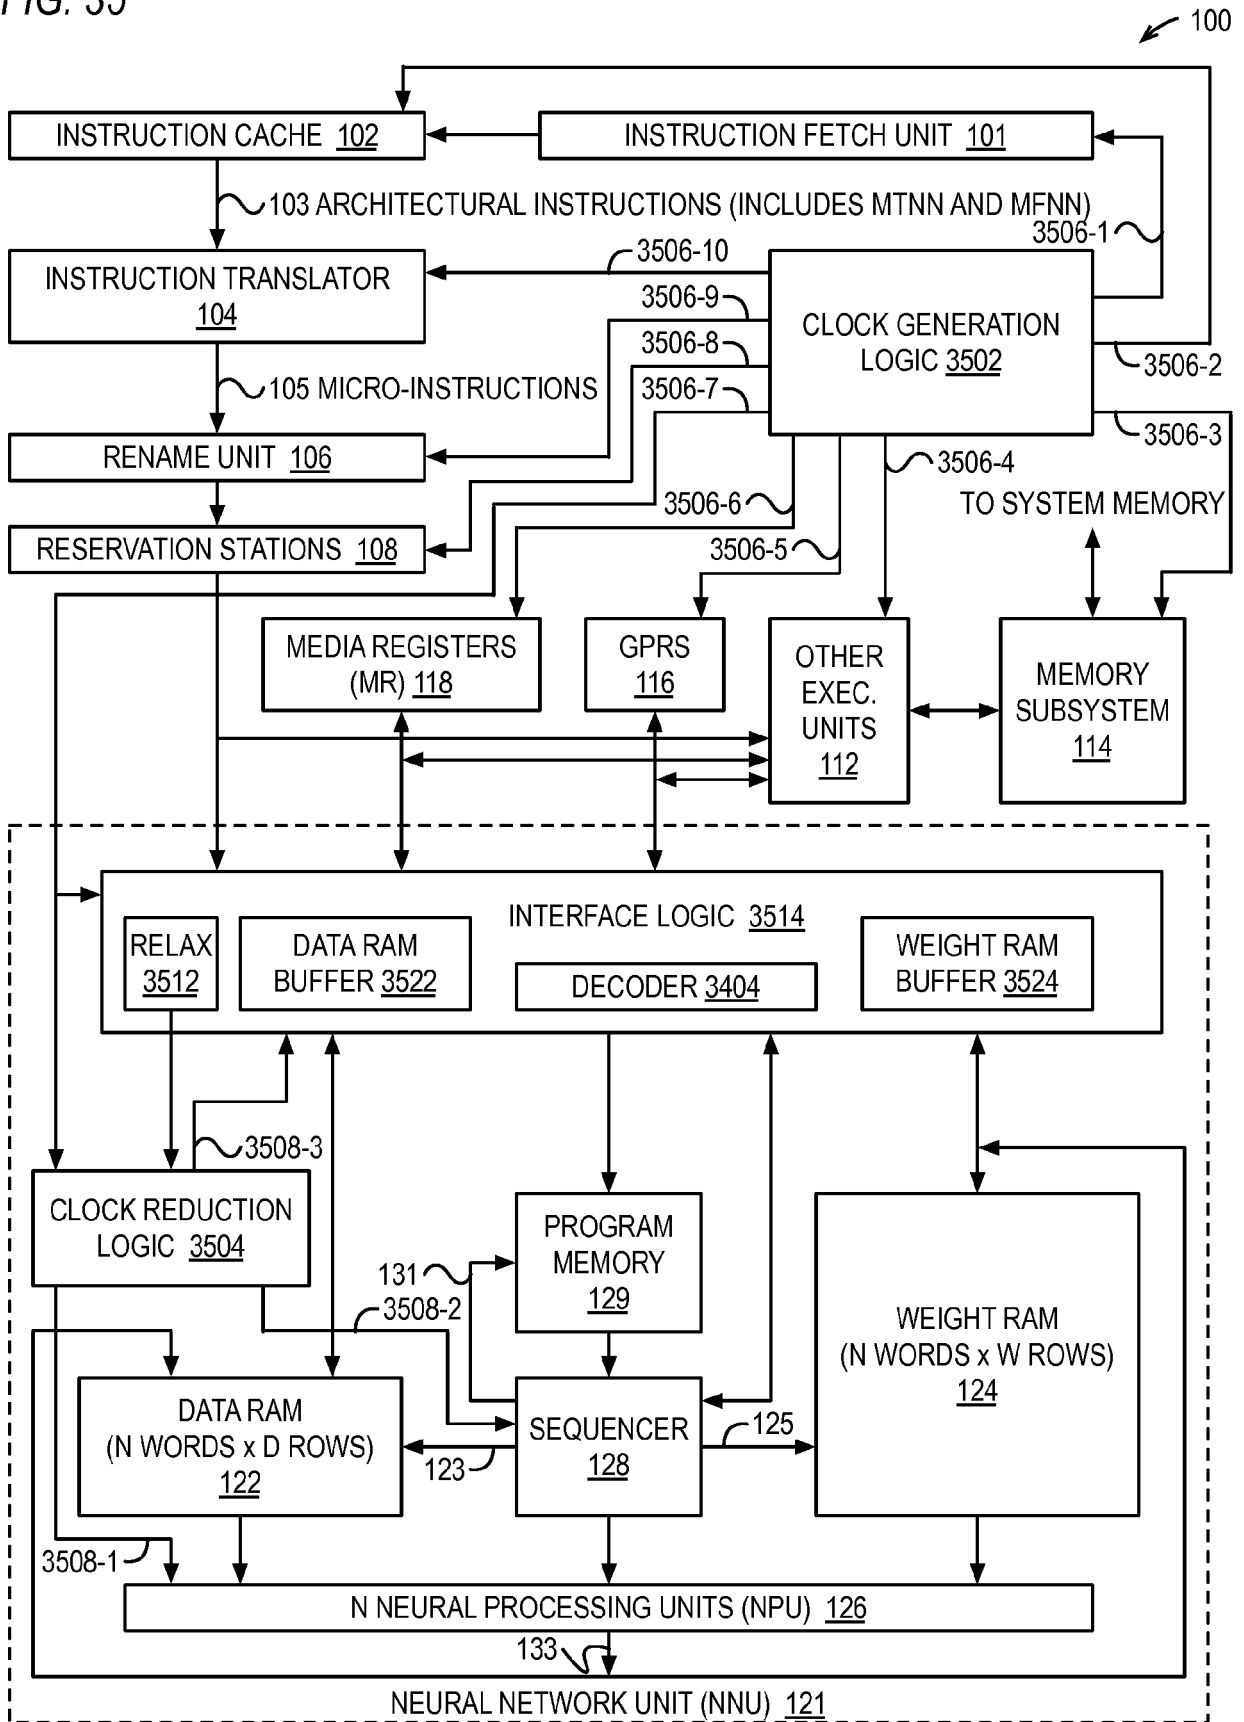 FIG. 35
100
INSTRUCTION CACHE 102
INSTRUCTION FETCH UNIT 101
103 ARCHITECTURAL INSTRUCTIONS (INCLUDES MTNN AND MFNN)
3506-1
INSTRUCTION TRANSLATOR
104
3506-10
3506-9
3506-8
3506-7
CLOCK GENERATION
LOGIC 3502
3506-2
3506-3
105 MICRO-INSTRUCTIONS
RENAME UNIT 106
3506-4
3506-6
3506-5
TO SYSTEM MEMORY
RESERVATION STATIONS 108
MEDIA REGISTERS
(MR) 118
GPRS
116
OTHER
EXEC.
UNITS
112
MEMORY
SUBSYSTEM
114
INTERFACE LOGIC 3514
RELAX
3512
DATA RAM
BUFFER 3522
DECODER 3404
WEIGHT RAM
BUFFER 3524
3508-3
CLOCK REDUCTION
LOGIC 3504
PROGRAM
MEMORY
129
131
3508-2
WEIGHT RAM
(N WORDS x W ROWS)
124
DATA RAM
(N WORDS x D ROWS)
122
SEQUENCER
128
125
123
3508-1
N NEURAL PROCESSING UNITS (NPU) 126
133
NEURAL NETWORK UNIT (NNU) 121